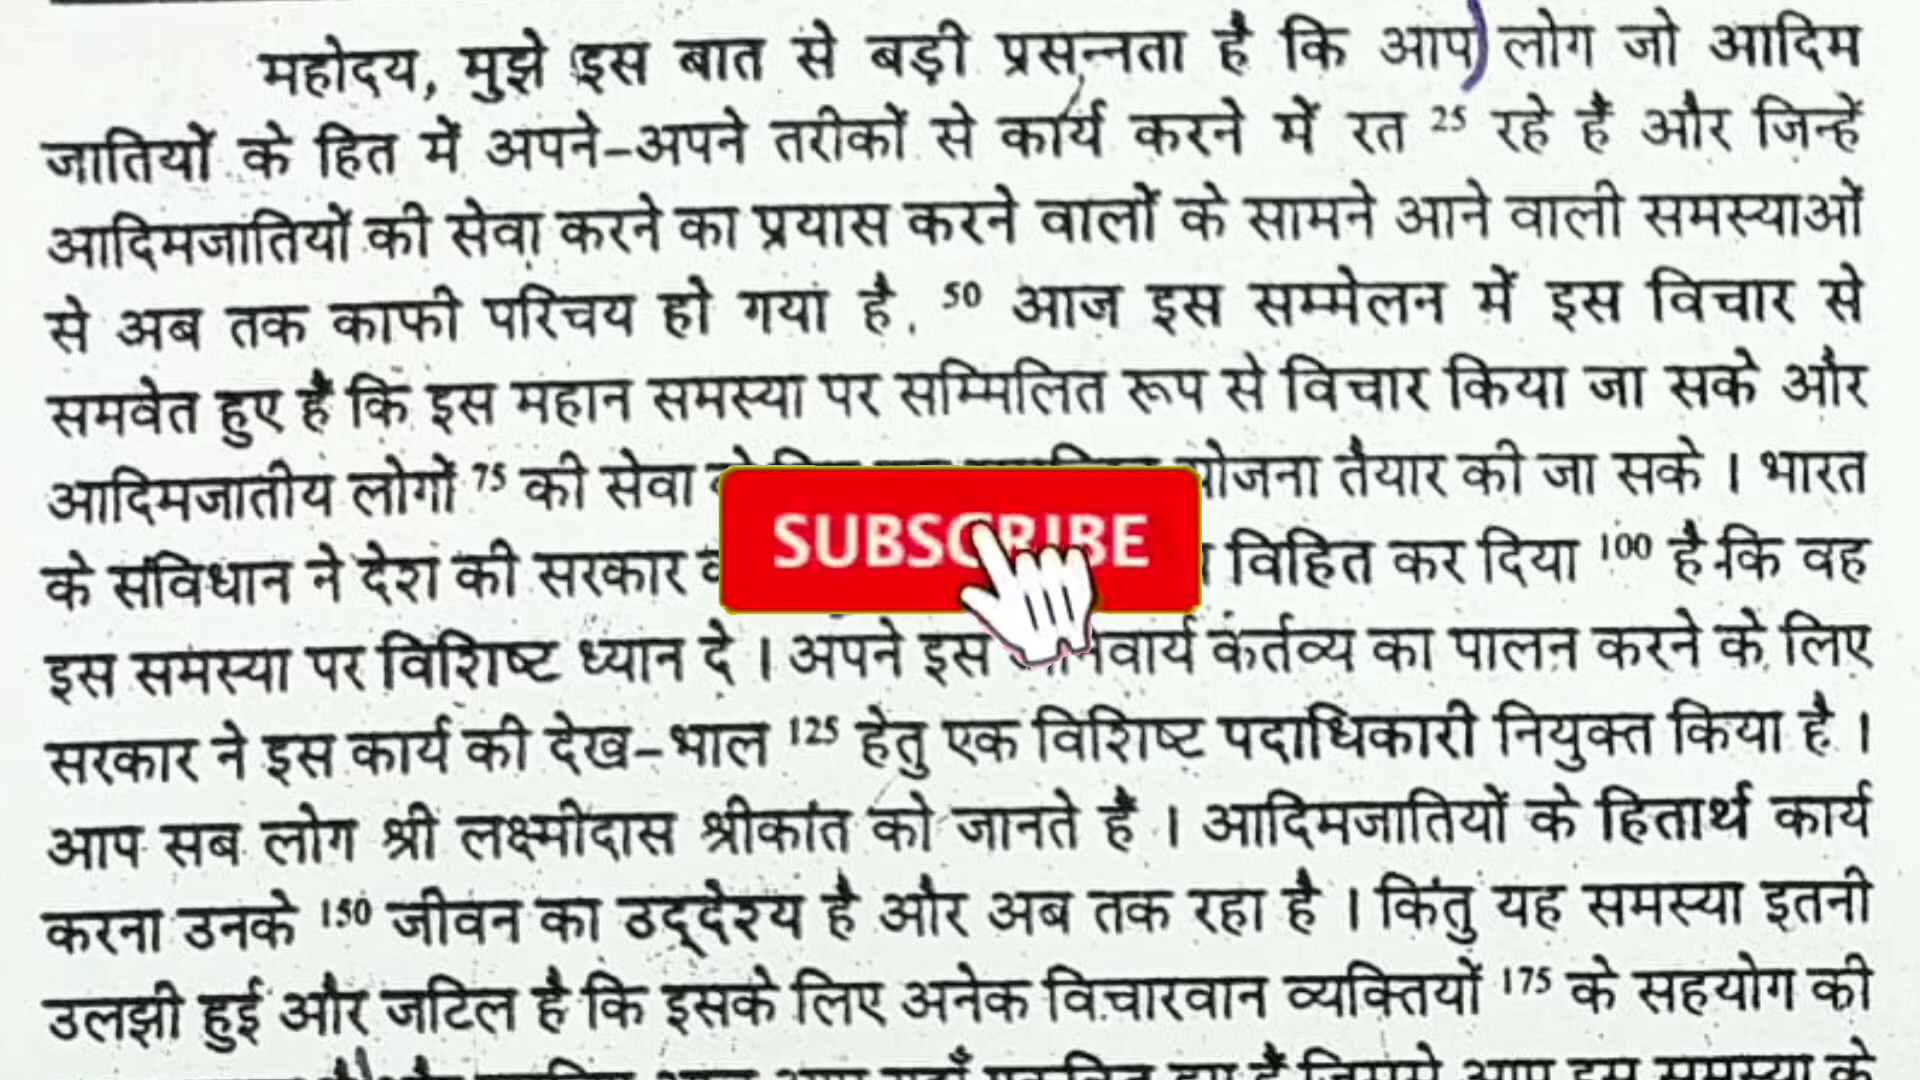 महोदय, मुझे इस बात से बड़ी प्रसन्नता है कि आप) लोग जो आदिम
जातियों के हित में अपने-अपने तरीकों से कार्य करने में रत 25 रहे हैं और जिन्हें
आदिमजातियों की सेवा करने का प्रयास करने वालों के सामने आने वाली समस्याओं
से अब तक काफी परिचय हो गया है. 50 आज इस सम्मेलन में इस विचार से
समवेत हुए हैं कि इस महान समस्या पर सम्मिलित रूप से विचार किया जा सके और
आदिमजातीय लोगों 75 की सेवा योजना तैयार की जा सके । भारत
के संविधान ने देश की सरकार विहित कर दिया 100 है कि वह
SUBSCRIBE
इस समस्या पर विशिष्ट ध्यान दे । अपने इस कर्तव्य का पालन करने के लिए
सरकार ने इस कार्य की देख-भाल 125 हेतु एक विशिष्ट पदाधिकारी नियुक्त किया है ।
आप सब लोग श्री लक्ष्मीदास श्रीकांत को जानते हैं । आदिमजातियों के हितार्थ कार्य
करना उनके 150 जीवन का उद्देश्य है और अब तक रहा है । किंतु यह समस्या इतनी
उलझी हुई और जटिल है कि इसके लिए अनेक विचारवान व्यक्तियों 175 के सहयोग की